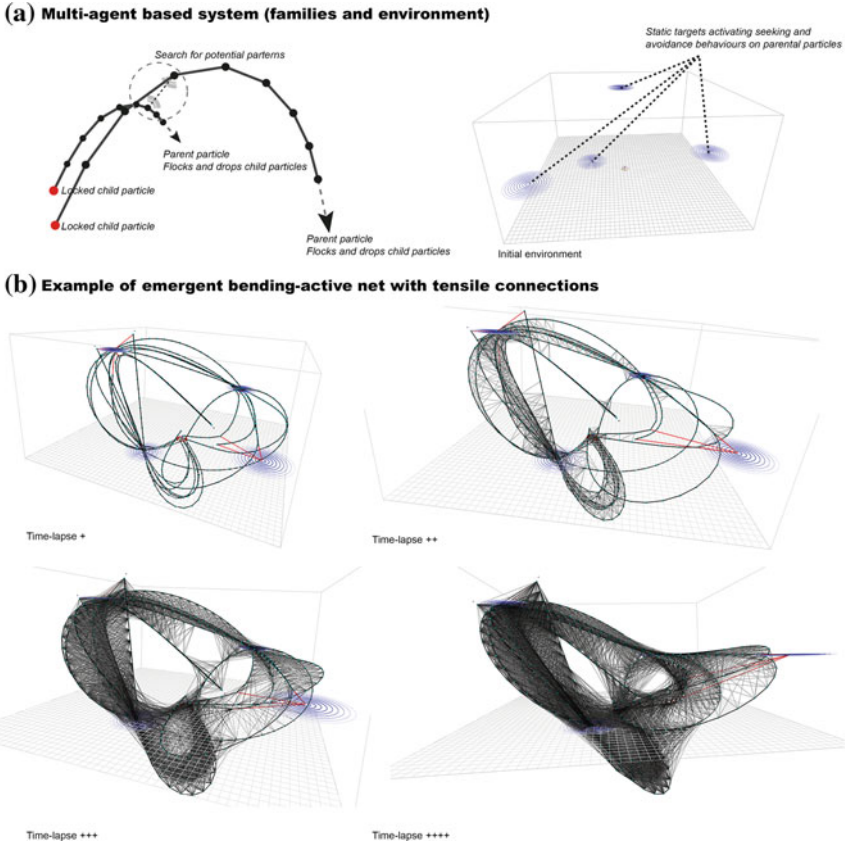 (a) Multi-agent based system (families and environment)
Search for potential parterns
Parent particle
Flocks and drops child particles
Locked child particle
Locked child particle
Parent particle
Flocks and drops child particles
Static targets activating seeking and
avoidance behaviours on parental particles
Initial environment
(b) Example of emergent bending-active net with tensile connections
Time-lapse +
Time-lapse ++
Time-lapse +++
Time-lapse ++++